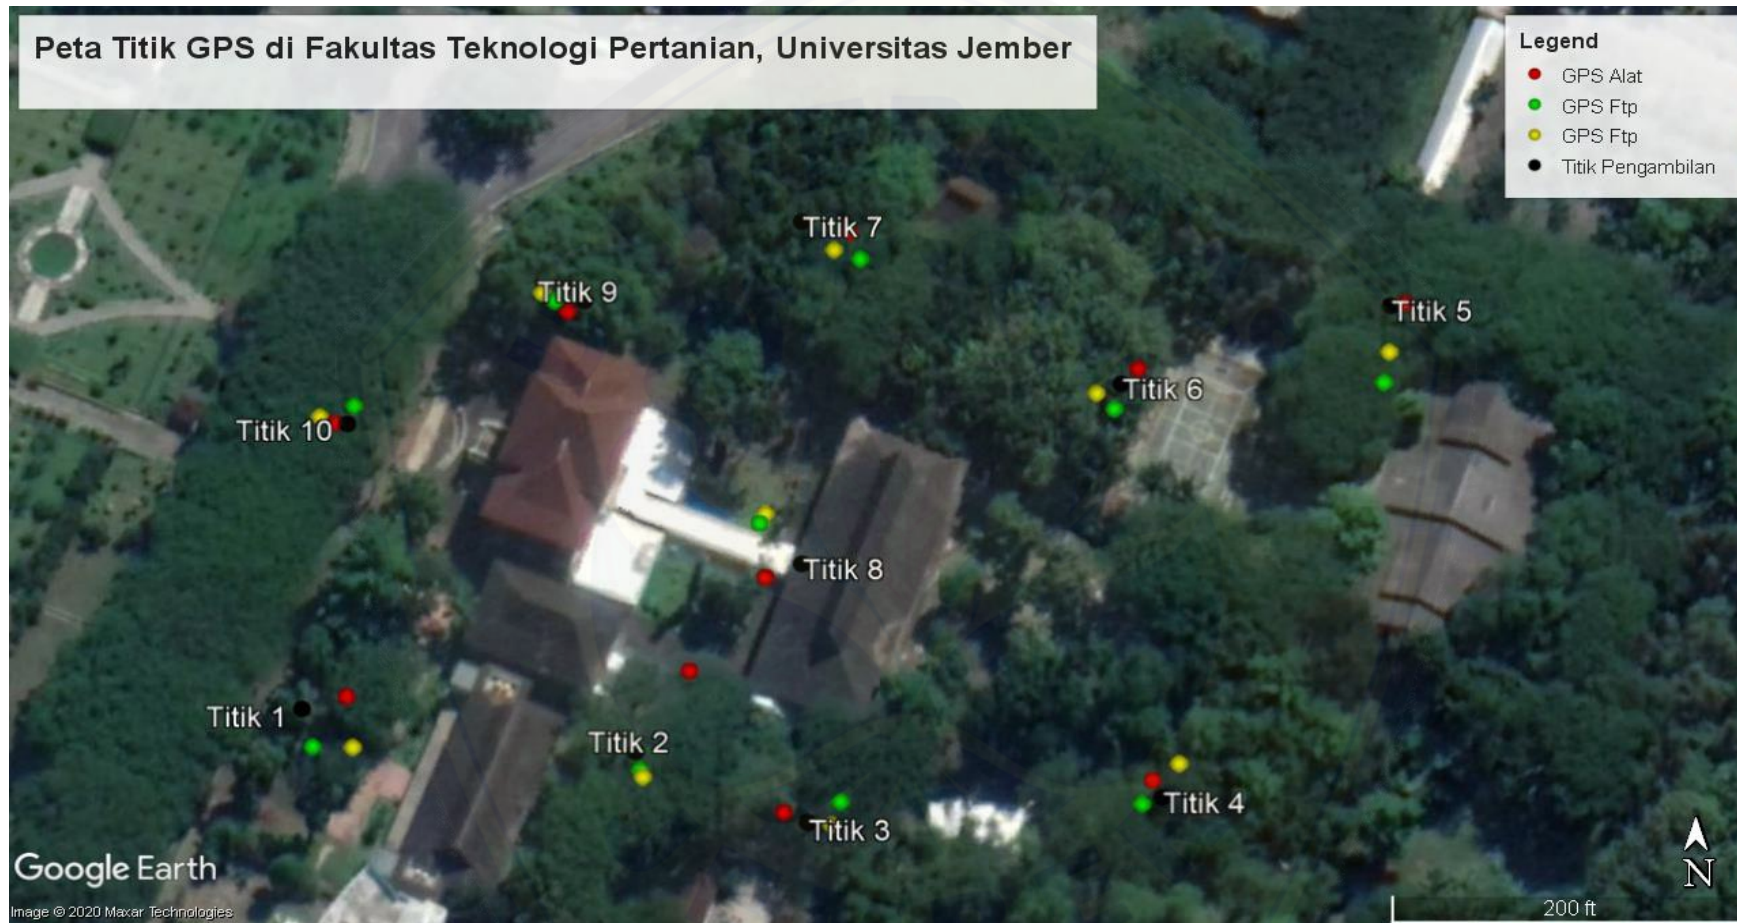 Peta Titik GPS di Fakultas Teknologi Pertanian, Universitas Jember
Legend
GPS Alat
GPS Ftp
GPS Ftp
Titik Pengambilan
Titik 7
Titik 9
Titik 5
Titik 6
Titik 10
Titik 8
Titik 1
Titik 2
Titik 4
Titik 3
Google Earth
N
Image © 2020 Maxar Technologies
200 ft